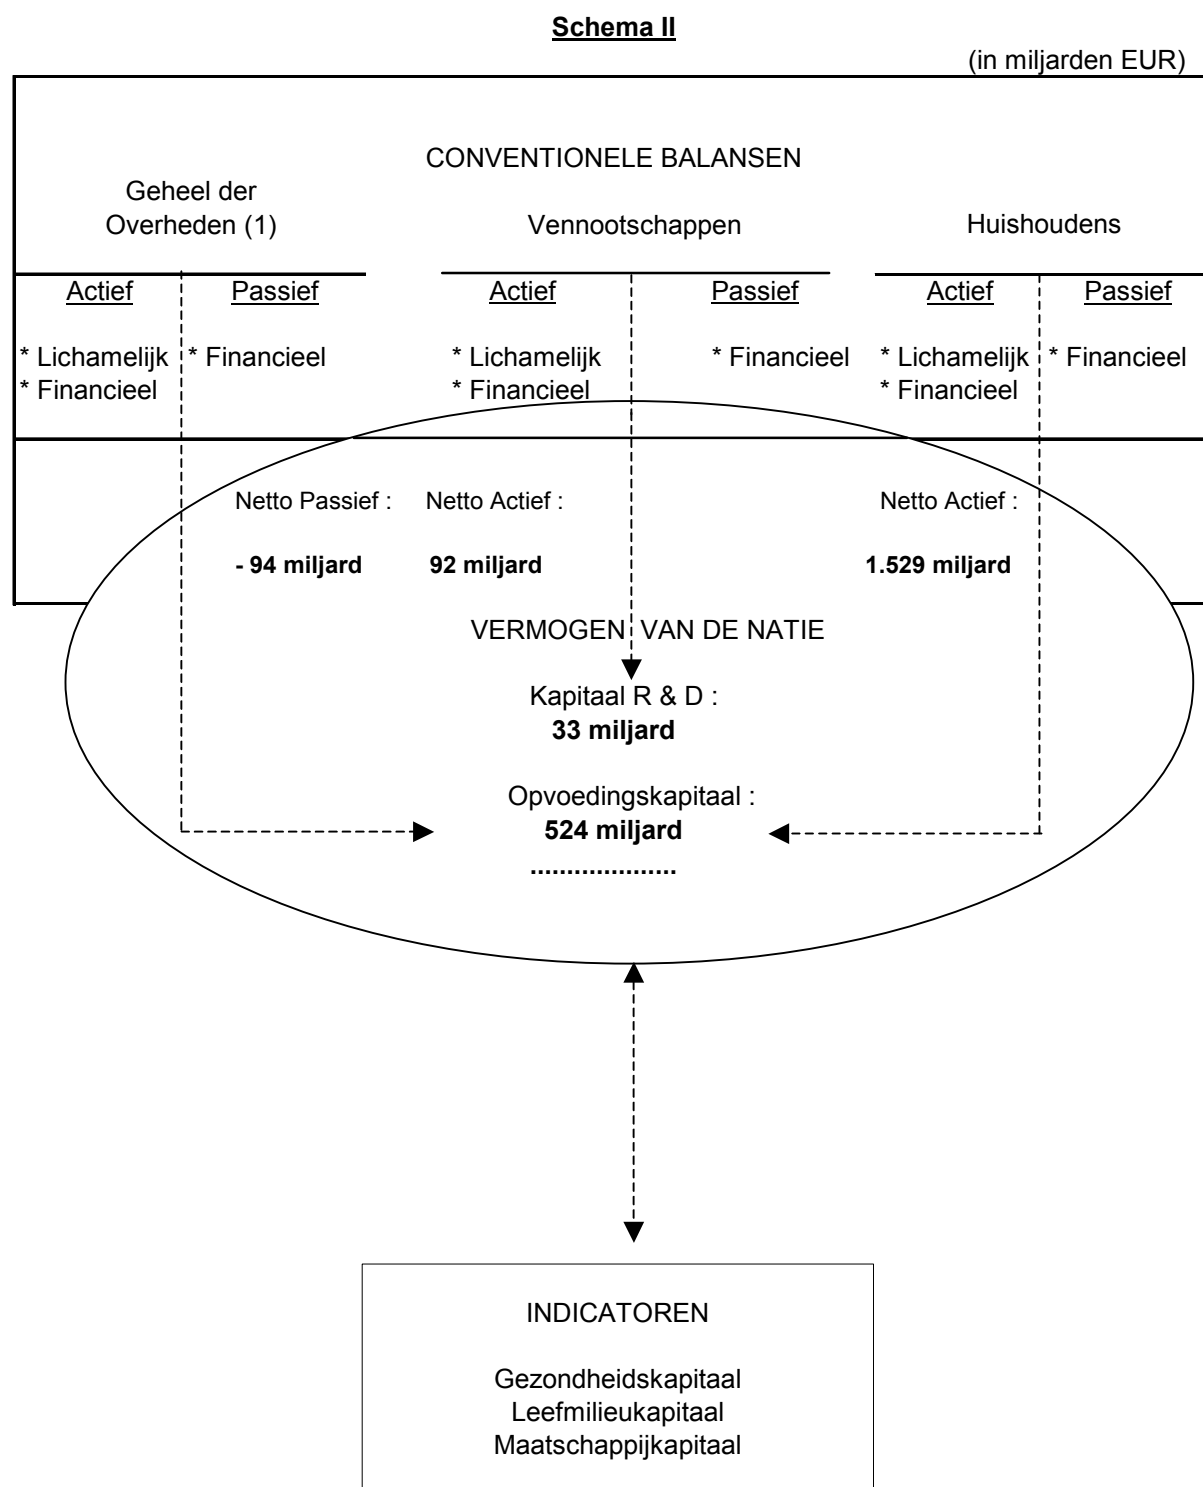 Schema II
(in miljarden EUR)
CONVENTIONELE BALANSEN
Geheel der
Overheden (1)
Vennootschappen
Huishoudens
Actief Passief
Actief Passief
Actief Passief
* Lichamelijk * Financieel
* Financieel
* Lichamelijk * Financieel
* Financieel
* Lichamelijk * Financieel
* Financieel
Netto Passief : Netto Actief : Netto Actief :
- 94 miljard 92 miljard 1.529 miljard
VERMOGEN VAN DE NATIE
Kapitaal R & D :
33 miljard
Opvoedingskapitaal :
524 miljard
....................
INDICATOREN
Gezondheidskapitaal
Leefmilieukapitaal
Maatschappijkapitaal